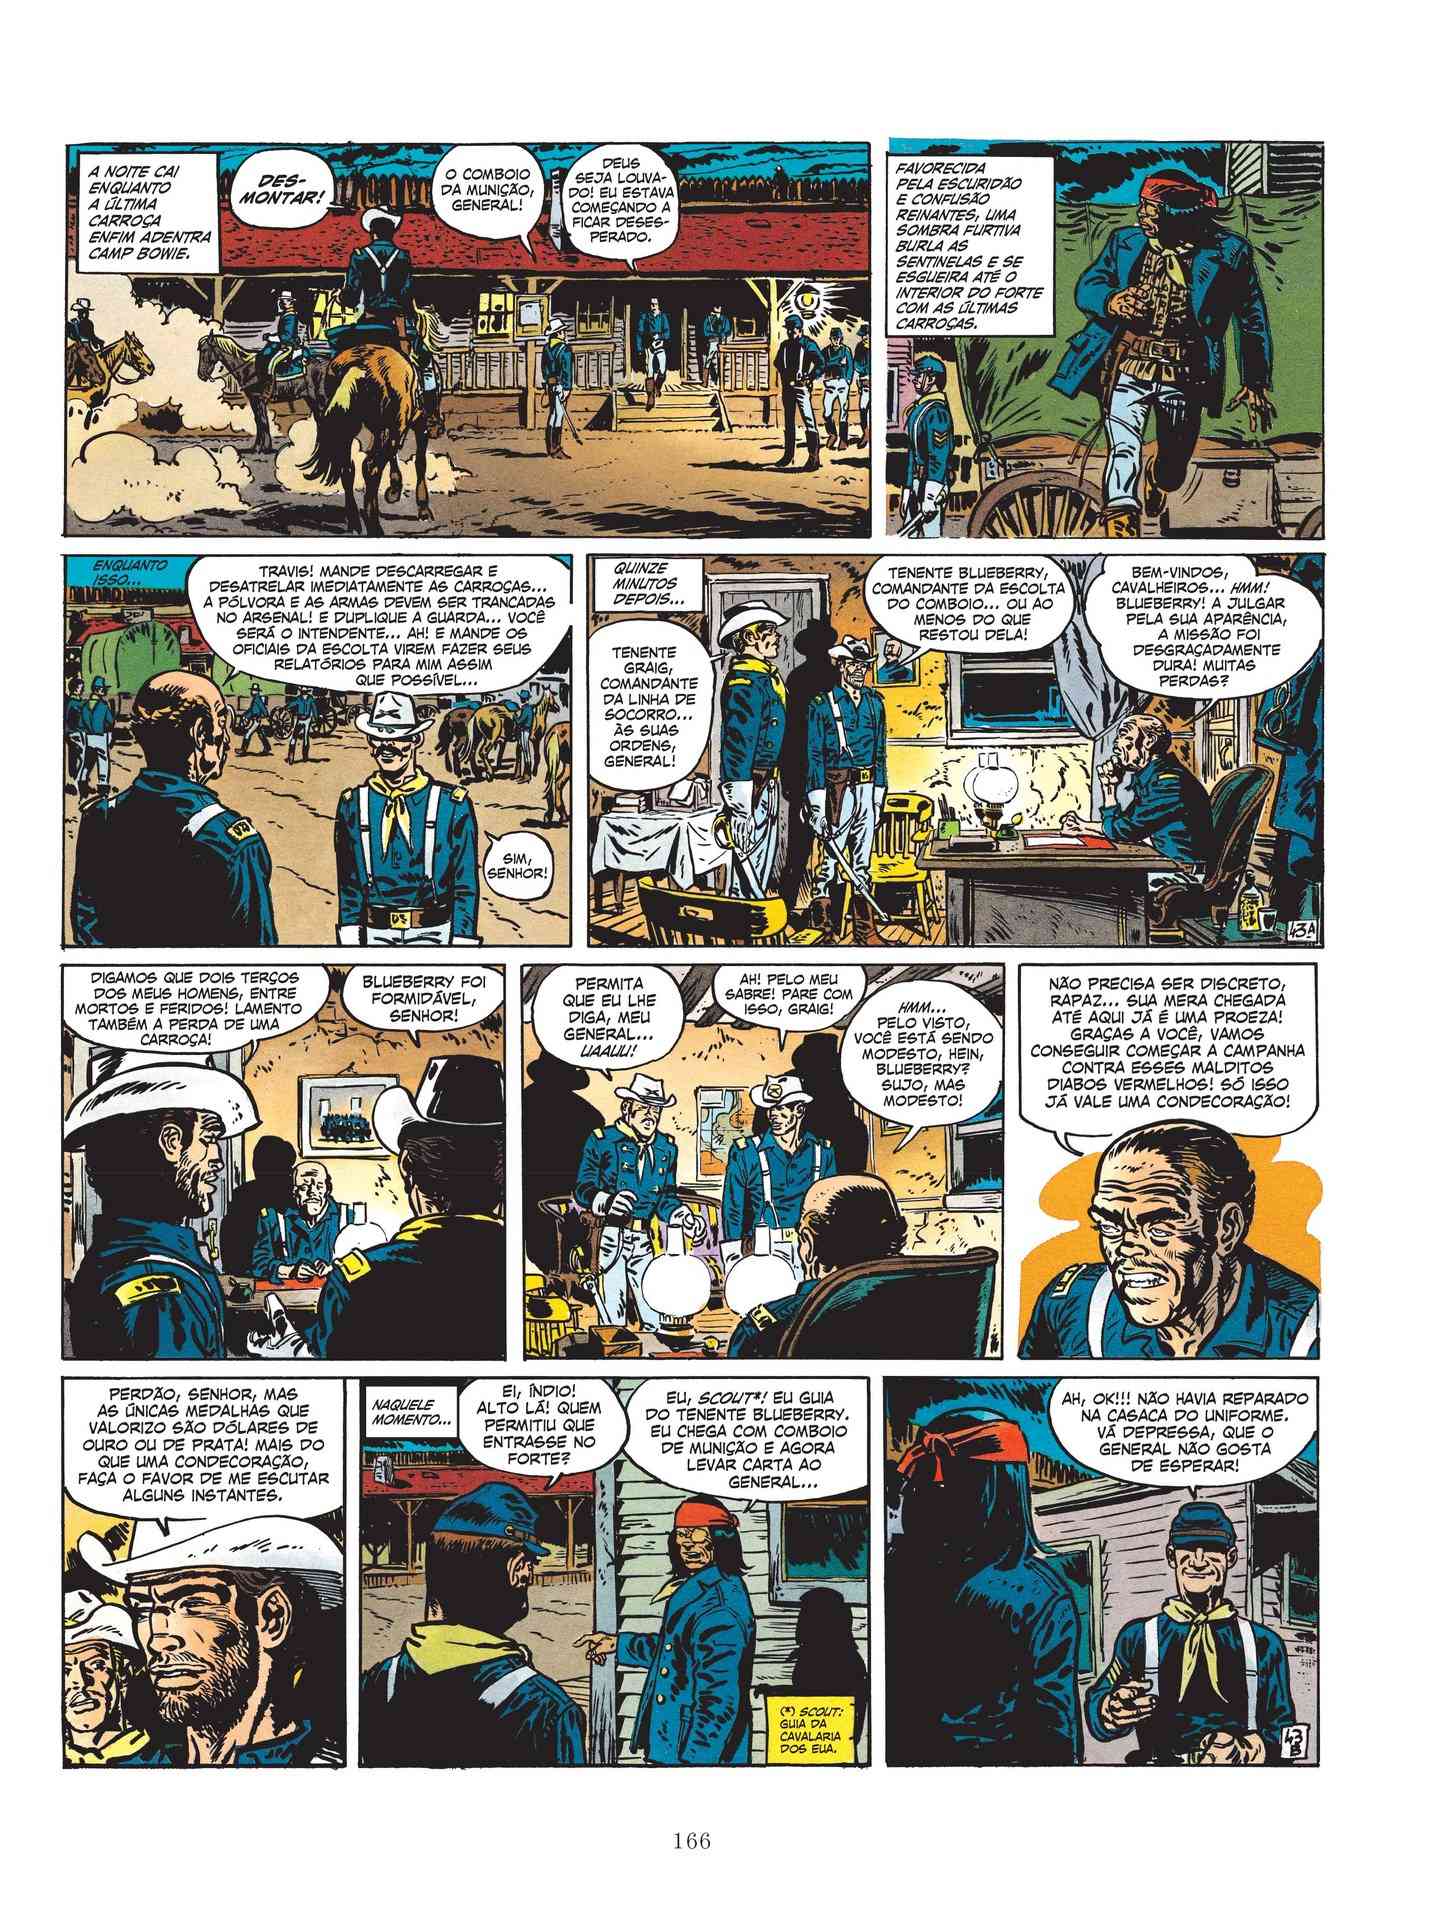 A NOITE CAI
ENQUANTO
A ÚLTIMA
CARROÇA
ENFIM ADENTRA
CAMP BOWIE.
DES-
MONTAR!
O COMBOIO
DA MUNIÇÃO,
GENERAL!
DEUS
SEJA LOUVA-
DO! EU ESTAVA
COMEÇANDO A
FICAR DESES-
PERADO.
FAVORECIDA
PELA ESCURIDÃO
E CONFUSÃO
REINANTES, UMA
SOMBRA FURTIVA
BURLA AS
SENTINELAS E SE
ESGUEIRA ATÉ O
INTERIOR DO FORTE
COM AS ÚLTIMAS
CARROÇAS.
ENQUANTO
ISSO...
TRAVIS! MANDE DESCARREGAR E
DESATRELAR IMEDIATAMENTE AS CARROÇAS...
A PÓLVORA E AS ARMAS DEVEM SER TRANCADAS
NO ARSENAL! E DUPLIQUE A GUARDA... VOCÊ
SERÁ O INTENDENTE... AH! E MANDE OS
OFICIAIS DA ESCOLTA VIREM FAZER SEUS
RELATÓRIOS PARA MIM ASSIM
QUE POSSÍVEL...
SIM,
SENHOR!
QUINZE
MINUTOS
DEPOIS...
TENENTE
GRAIG,
COMANDANTE
DA LINHA DE
SOCORRO...
ÀS SUAS
ORDENS,
GENERAL!
TENENTE BLUEBERRY,
COMANDANTE DA ESCOLTA
DO COMBOIO... OU AO
MENOS DO QUE
RESTOU DELA!
BEM-VINDOS,
CAVALHEIROS... HMM!
BLUEBERRY! A JULGAR
PELA SUA APARÊNCIA,
A MISSÃO FOI
DESGRAÇADAMENTE
DURA! MUITAS
PERDAS?
43A
DIGAMOS QUE DOIS TERÇOS
DOS MEUS HOMENS, ENTRE
MORTOS E FERIDOS! LAMENTO
TAMBÉM A PERDA DE UMA
CARROÇA!
BLUEBERRY FOI
FORMIDÁVEL,
SENHOR!
PERMITA
QUE EU LHE
DIGA, MEU
GENERAL...
UAAUU!
AH! PELO MEU
SABRE! PARE COM
ISSO, GRAIG!
HMM...
PELO VISTO,
VOCÊ ESTÁ SENDO
MODESTO, HEIN,
BLUEBERRY?
SUJO, MAS
MODESTO!
NÃO PRECISA SER DISCRETO,
RAPAZ... SUA MERA CHEGADA
ATÉ AQUI JÁ É UMA PROEZA!
GRAÇAS A VOCÊ, VAMOS
CONSEGUIR COMEÇAR A CAMPANHA
CONTRA ESSES MALDITOS
DIABOS VERMELHOS! SÓ ISSO
JÁ VALE UMA CONDECORAÇÃO!
PERDÃO, SENHOR, MAS
AS ÚNICAS MEDALHAS QUE
VALORIZO SÃO DÓLARES DE
OURO OU DE PRATA! MAIS DO
QUE UMA CONDECORAÇÃO,
FAÇA O FAVOR DE ME ESCUTAR
ALGUNS INSTANTES.
NAQUELE
MOMENTO...
EI, ÍNDIO!
ALTO LÁ! QUEM
PERMITIU QUE
ENTRASSE NO
FORTE?
EU, SCOUT*! EU GUIA
DO TENENTE BLUEBERRY.
EU CHEGA COM COMBOIO
DE MUNIÇÃO E AGORA
LEVAR CARTA AO
GENERAL...
(*) SCOUT:
GUIA DA
CAVALARIA
DOS EUA.
AH, OK!!! NÃO HAVIA REPARADO
NA CASACA DO UNIFORME.
VÁ DEPRESSA, QUE O
GENERAL NÃO GOSTA
DE ESPERAR!
43
B
166